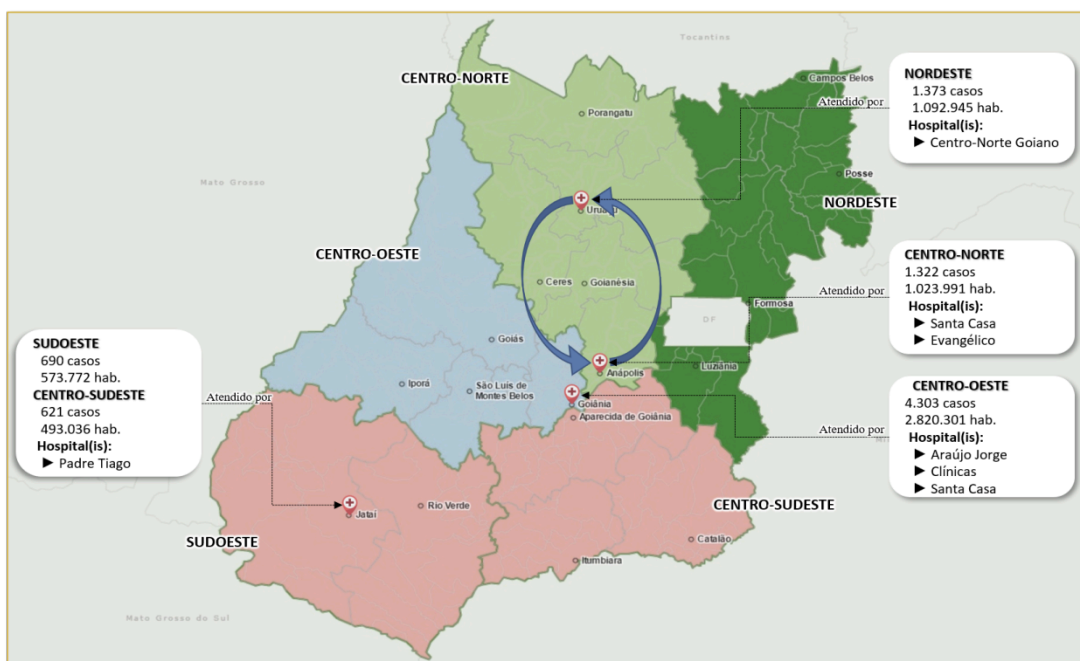 Tocantins
CENTRO-NORTE
Campos Belos
Porangatu
Mato Grosso
Posse
NORDESTE
CENTRO-OESTE
Ceres
Goianésia
Formosa
DF
Goiás
Luziânia
Anápolis
Iporá
São Luis de
Montes Belos
Goiânia
Aparecida de Goiânia
Rio Verde
Jataí
CENTRO-SUDESTE
SUDOESTE
Catalão
Itumbiara
Mato Grosso do Sul
NORDESTE
1.373 casos
1.092.945 hab.
Hospital(is):
► Centro-Norte Goiano
Atendido por
CENTRO-NORTE
1.322 casos
1.023.991 hab.
Hospital(is):
► Santa Casa
► Evangélico
Atendido por
CENTRO-OESTE
4.303 casos
2.820.301 hab.
Hospital(is):
► Araújo Jorge
► Clínicas
► Santa Casa
Atendido por
SUDOESTE
690 casos
573.772 hab.
CENTRO-SUDESTE
621 casos
493.036 hab.
Hospital(is):
► Padre Tiago
Atendido por